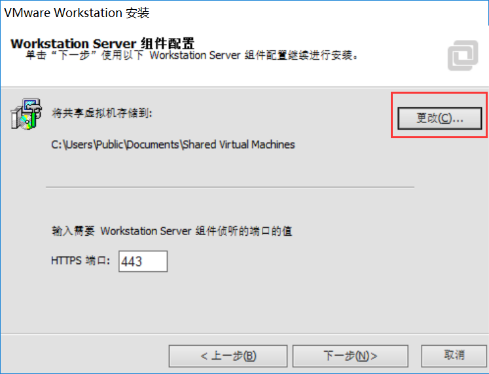 VMware Workstation 安装
Workstation Server 组件配置
单击“下一步”使用以下 Workstation Server 组件配置继续进行安装。
将共享虚拟机存储到:
更改(C)...
C:\Users\Public\Documents\Shared Virtual Machines
输入需要 Workstation Server 组件侦听的端口的值
HTTPS 端口: 443
< 上一步(B)
下一步(N)>
取消